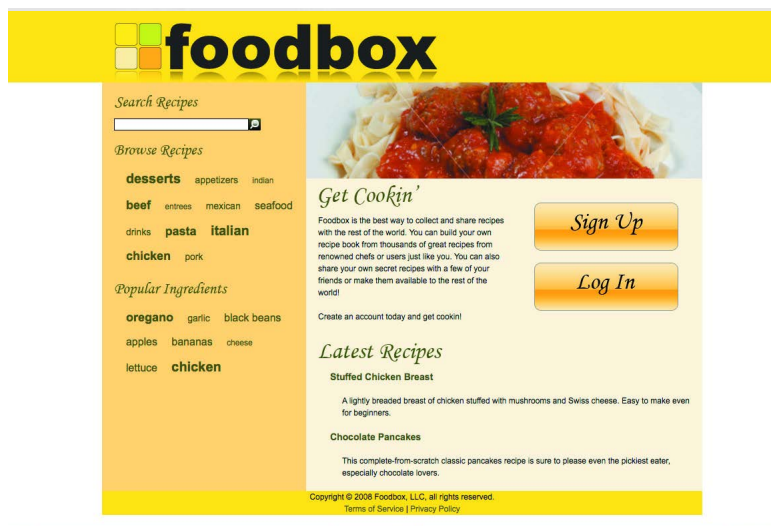 foodbox
Search Recipes
Browse Recipes
desserts appetizers indian
beef entrees mexican seafood
drinks pasta italian
chicken pork
Popular Ingredients
oregano garlic black beans
apples bananas cheese
lettuce chicken
Get Cookin'
Foodbox is the best way to collect and share recipes
with the rest of the world. You can build your own
recipe book from thousands of great recipes from
renowned chefs or users just like you. You can also
share your own secret recipes with a few of your
friends or make them available to the rest of the
world!
Create an account today and get cookin!
Sign Up
Log In
Latest Recipes
Stuffed Chicken Breast
A lightly breaded breast of chicken stuffed with mushrooms and Swiss cheese. Easy to make even
for beginners.
Chocolate Pancakes
This complete-from-scratch classic pancakes recipe is sure to please even the pickiest eater,
especially chocolate lovers.
Copyright © 2008 Foodbox, LLC, all rights reserved.
Terms of Service | Privacy Policy